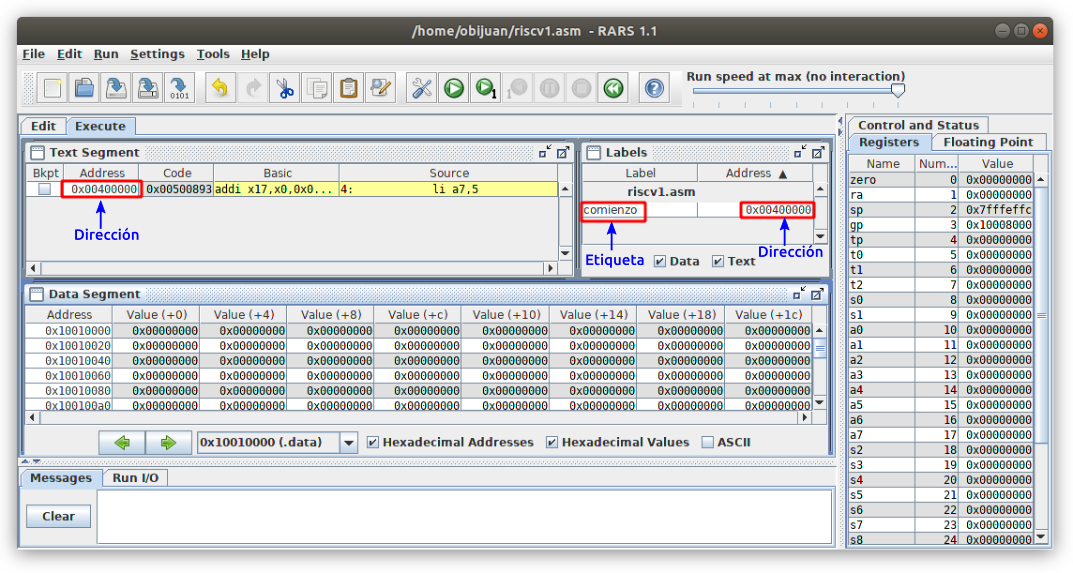 /home/obijuan/riscv1.asm - RARS 1.1
File Edit Run Settings Tools Help
Run speed at max (no interaction)
Edit Execute
Text Segment
Bkpt Address Code Basic Source
0x00400000 0x00500893 addi x17,x0,0x0... 4: li a7,5
Dirección
Labels
Label Address ▲
riscv1.asm
comienzo 0x00400000
Etiqueta Dirección
Data Text
Data Segment
Address Value (+0) Value (+4) Value (+8) Value (+c) Value (+10) Value (+14) Value (+18) Value (+1c)
0x10010000 0x00000000 0x00000000 0x00000000 0x00000000 0x00000000 0x00000000 0x00000000 0x00000000
0x10010020 0x00000000 0x00000000 0x00000000 0x00000000 0x00000000 0x00000000 0x00000000 0x00000000
0x10010040 0x00000000 0x00000000 0x00000000 0x00000000 0x00000000 0x00000000 0x00000000 0x00000000
0x10010060 0x00000000 0x00000000 0x00000000 0x00000000 0x00000000 0x00000000 0x00000000 0x00000000
0x10010080 0x00000000 0x00000000 0x00000000 0x00000000 0x00000000 0x00000000 0x00000000 0x00000000
0x100100a0 0x00000000 0x00000000 0x00000000 0x00000000 0x00000000 0x00000000 0x00000000 0x00000000
0x10010000 (.data) Hexadecimal Addresses Hexadecimal Values ASCII
Messages Run I/O
Clear
Control and Status
Registers Floating Point
Name Num... Value
zero 0 0x00000000
ra 1 0x00000000
sp 2 0x7fffeffc
gp 3 0x10008000
tp 4 0x00000000
t0 5 0x00000000
t1 6 0x00000000
t2 7 0x00000000
s0 8 0x00000000
s1 9 0x00000000
a0 10 0x00000000
a1 11 0x00000000
a2 12 0x00000000
a3 13 0x00000000
a4 14 0x00000000
a5 15 0x00000000
a6 16 0x00000000
a7 17 0x00000000
s2 18 0x00000000
s3 19 0x00000000
s4 20 0x00000000
s5 21 0x00000000
s6 22 0x00000000
s7 23 0x00000000
s8 24 0x00000000